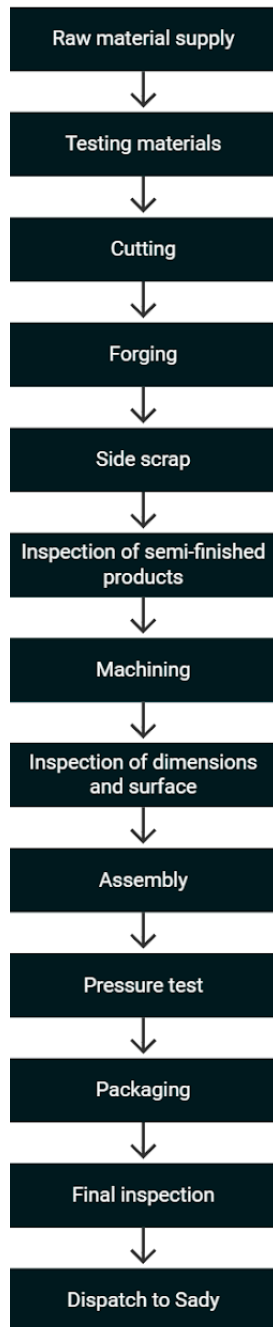 Raw material supply
Testing materials
Cutting
Forging
Side scrap
Inspection of semi-finished
products
Machining
Inspection of dimensions
and surface
Assembly
Pressure test
Packaging
Final inspection
Dispatch to Sady